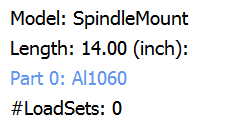 Model: SpindleMount
Length: 14.00 (inch):
Part 0: Al1060
#LoadSets: 0